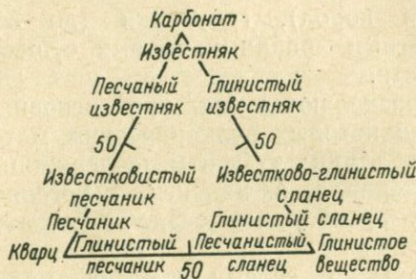 Карбонат
Известняк
Песчаный Глинистый
известняк известняк
50 50
Известковистый Известково-глинистый
песчаник сланец
Песчаник Глинистый сланец
Кварц Глинистый Песчанистый Глинистое
песчаник 50 сланец вещество